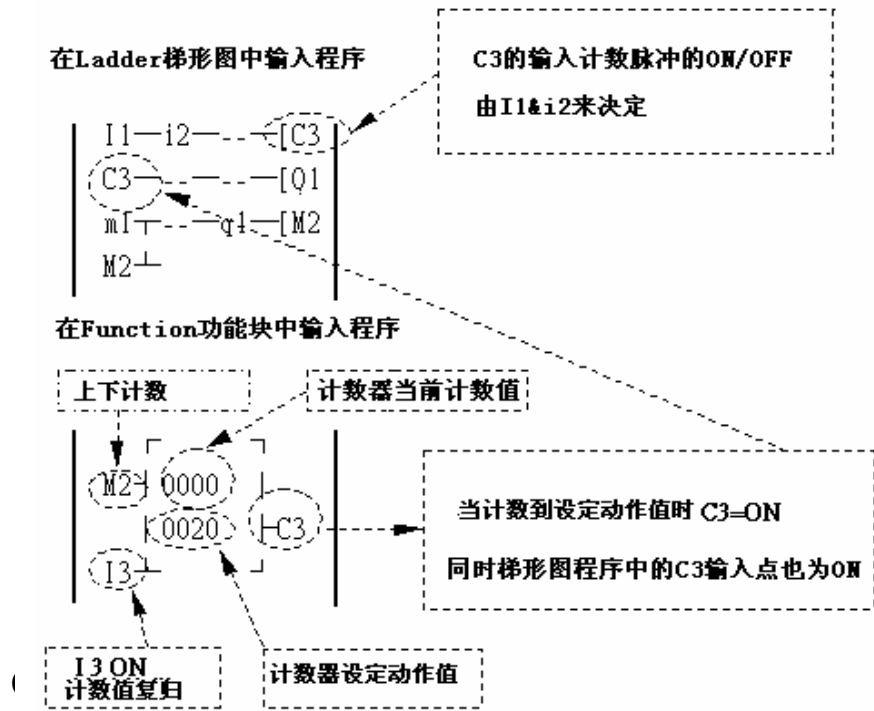 在Ladder梯形图中输入程序
C3的输入计数脉冲的ON/OFF
由I1&i2来决定
I1—i2—--—[C3
C3—--—--—[Q1
mI┬--—q1—[M2
M2┴
在Function功能块中输入程序
上下计数
计数器当前计数值
M2┤0000
0020 ├C3
I3┴
当计数到设定动作值时 C3=ON
同时梯形图程序中的C3输入点也为ON
I3 ON
计数值复归
计数器设定动作值